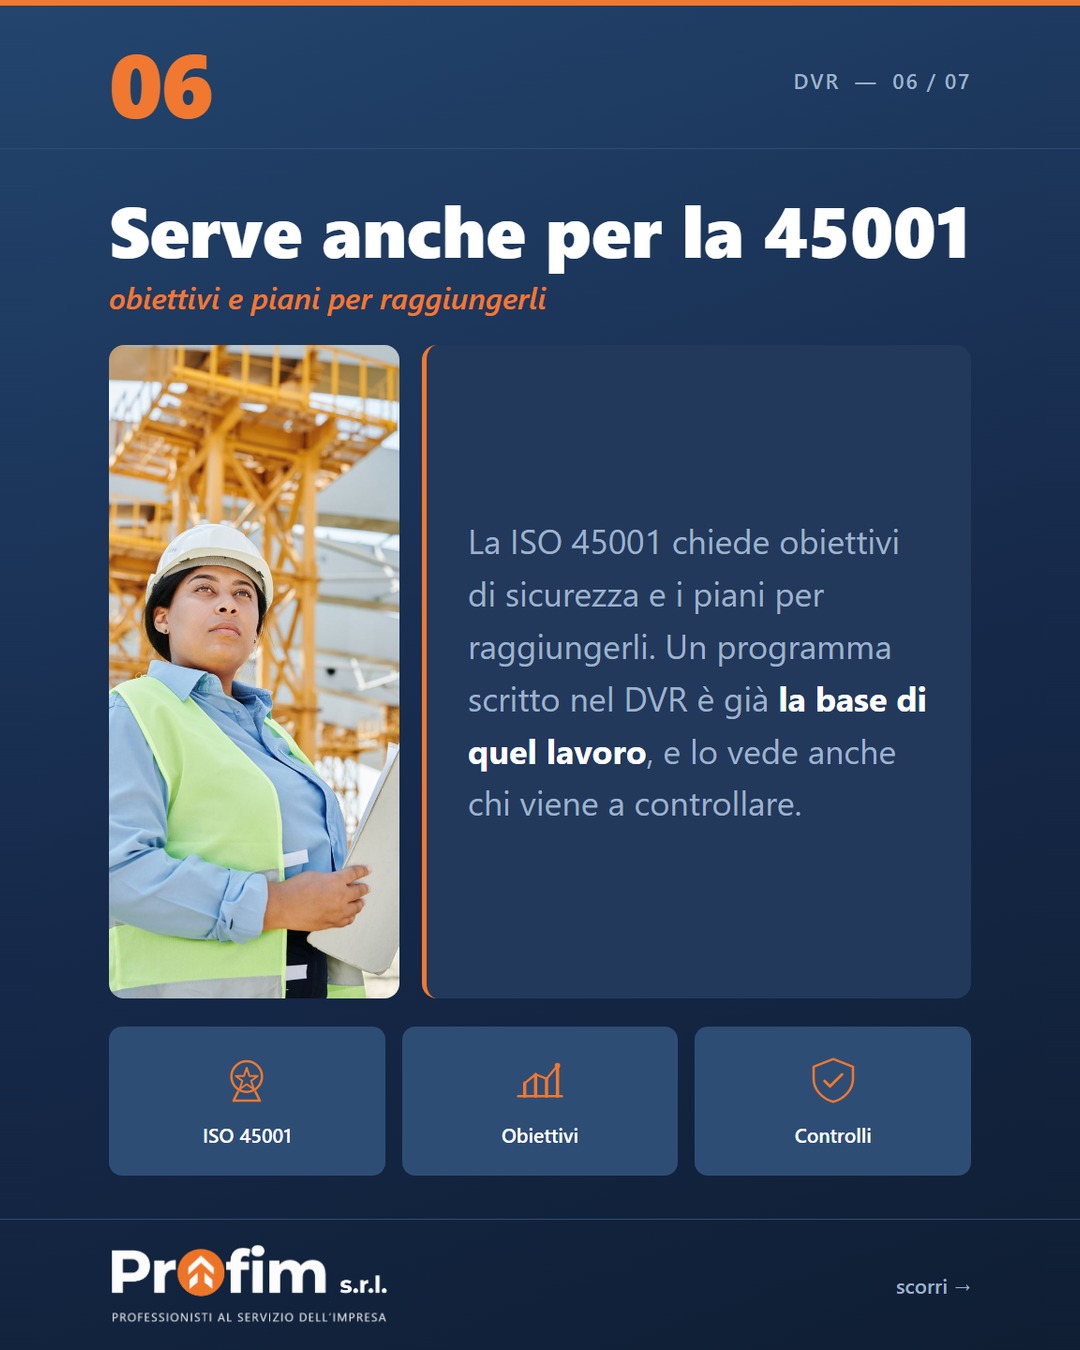 06
DVR — 06 / 07
Serve anche per la 45001
obiettivi e piani per raggiungerli
La ISO 45001 chiede obiettivi
di sicurezza e i piani per
raggiungerli. Un programma
scritto nel DVR è già la base di
quel lavoro, e lo vede anche
chi viene a controllare.
ISO 45001
Obiettivi
Controlli
Profim s.r.l.
PROFESSIONISTI AL SERVIZIO DELL'IMPRESA
scorri →